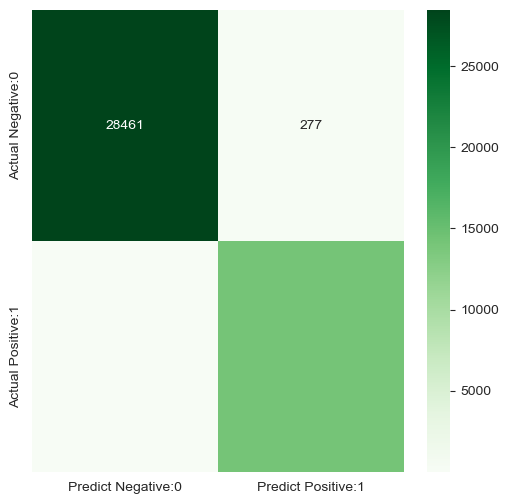 Actual Negative:0
28461
277
Actual Positive:1
Predict Negative:0
Predict Positive:1
25000
20000
15000
10000
5000